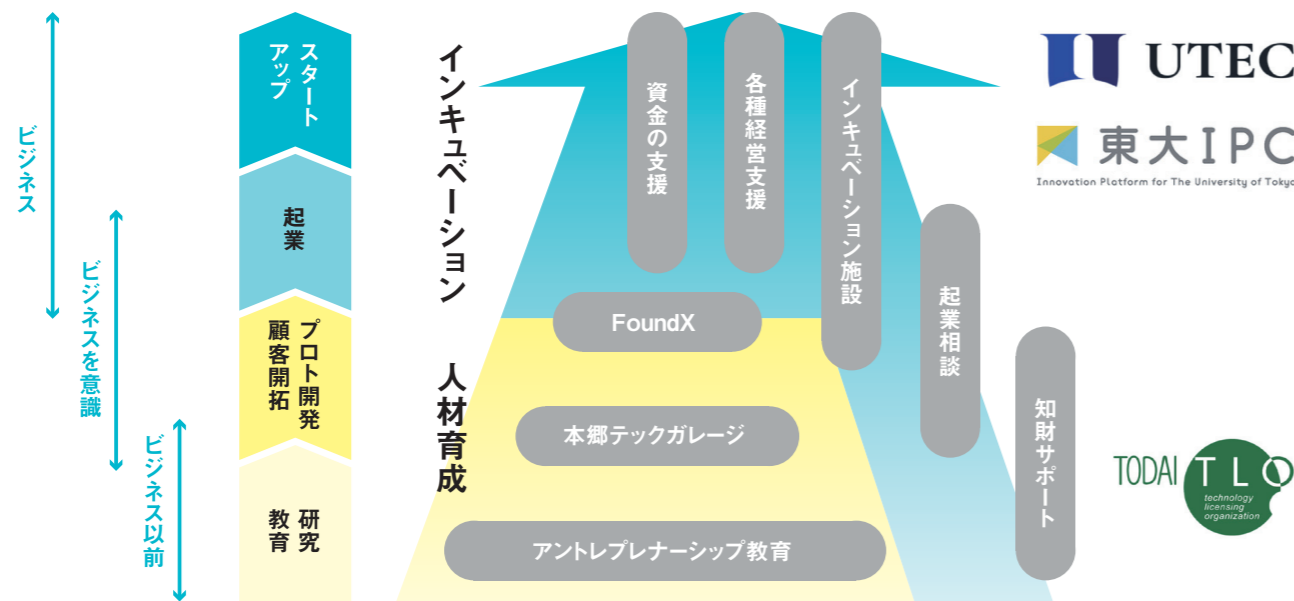 ビジネス
ビジネスを意識
ビジネス以前
スタート
アップ
起業
プロト開発
顧客開拓
研究
教育
インキュベーション
人材育成
資金の支援
各種経営支援
インキュベーション施設
起業相談
知財サポート
FoundX
本郷テックガレージ
アントレプレナーシップ教育
UTEC
東大IPC
Innovation Platform for The University of Tokyo
TODAI TLO
technology
licensing
organization